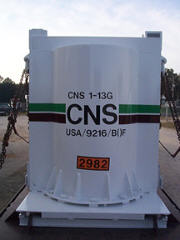 CNS 1-13G
CNS
USA/9216/B()F
2982